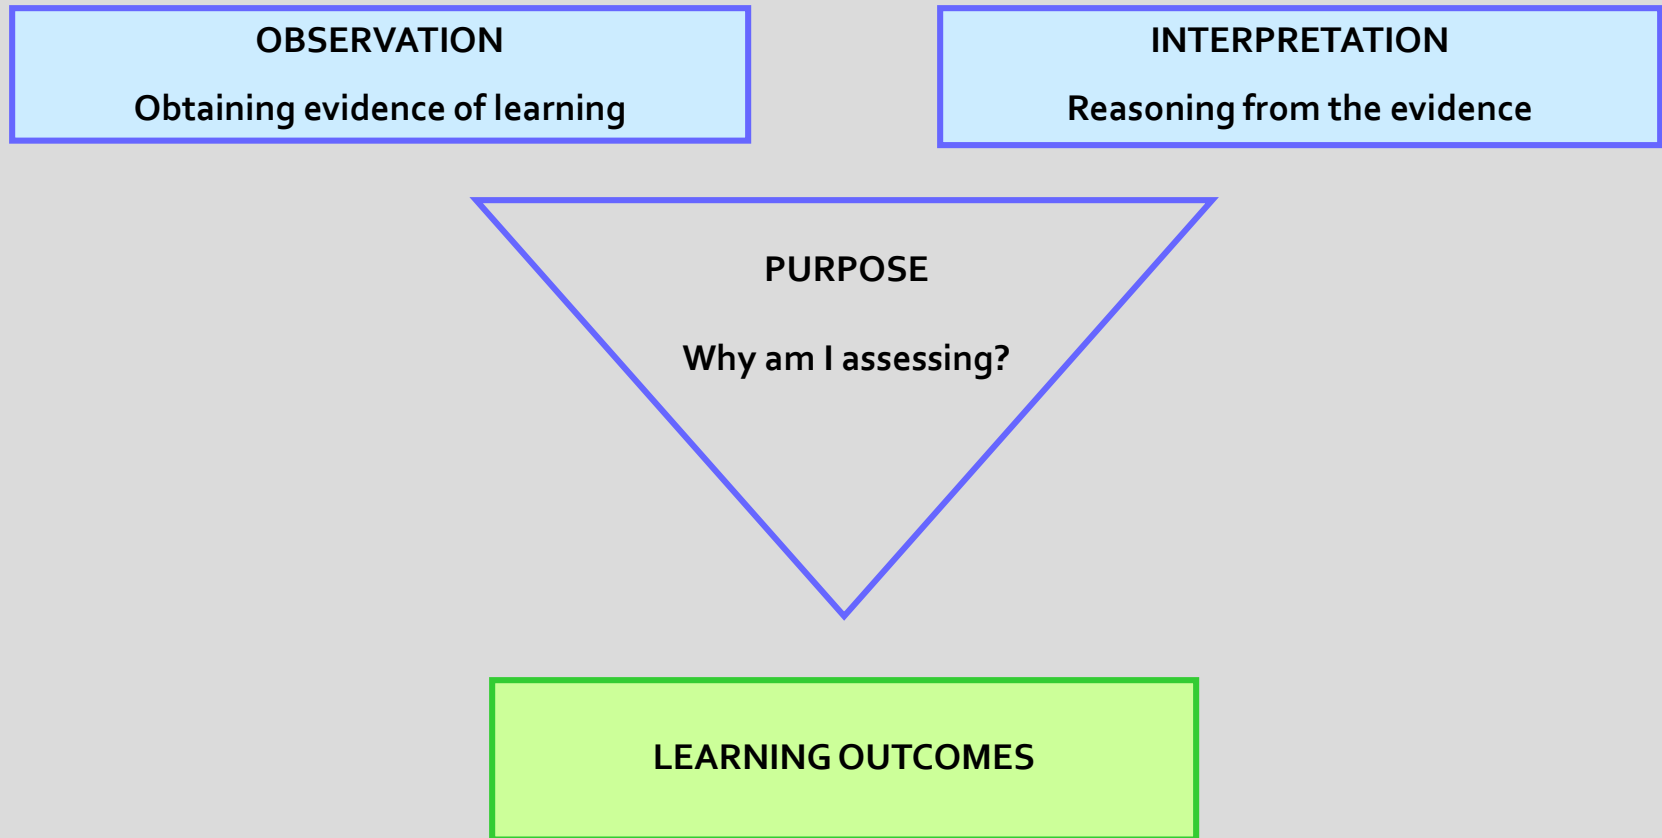 OBSERVATION
Obtaining evidence of learning
INTERPRETATION
Reasoning from the evidence
PURPOSE
Why am I assessing?
LEARNING OUTCOMES